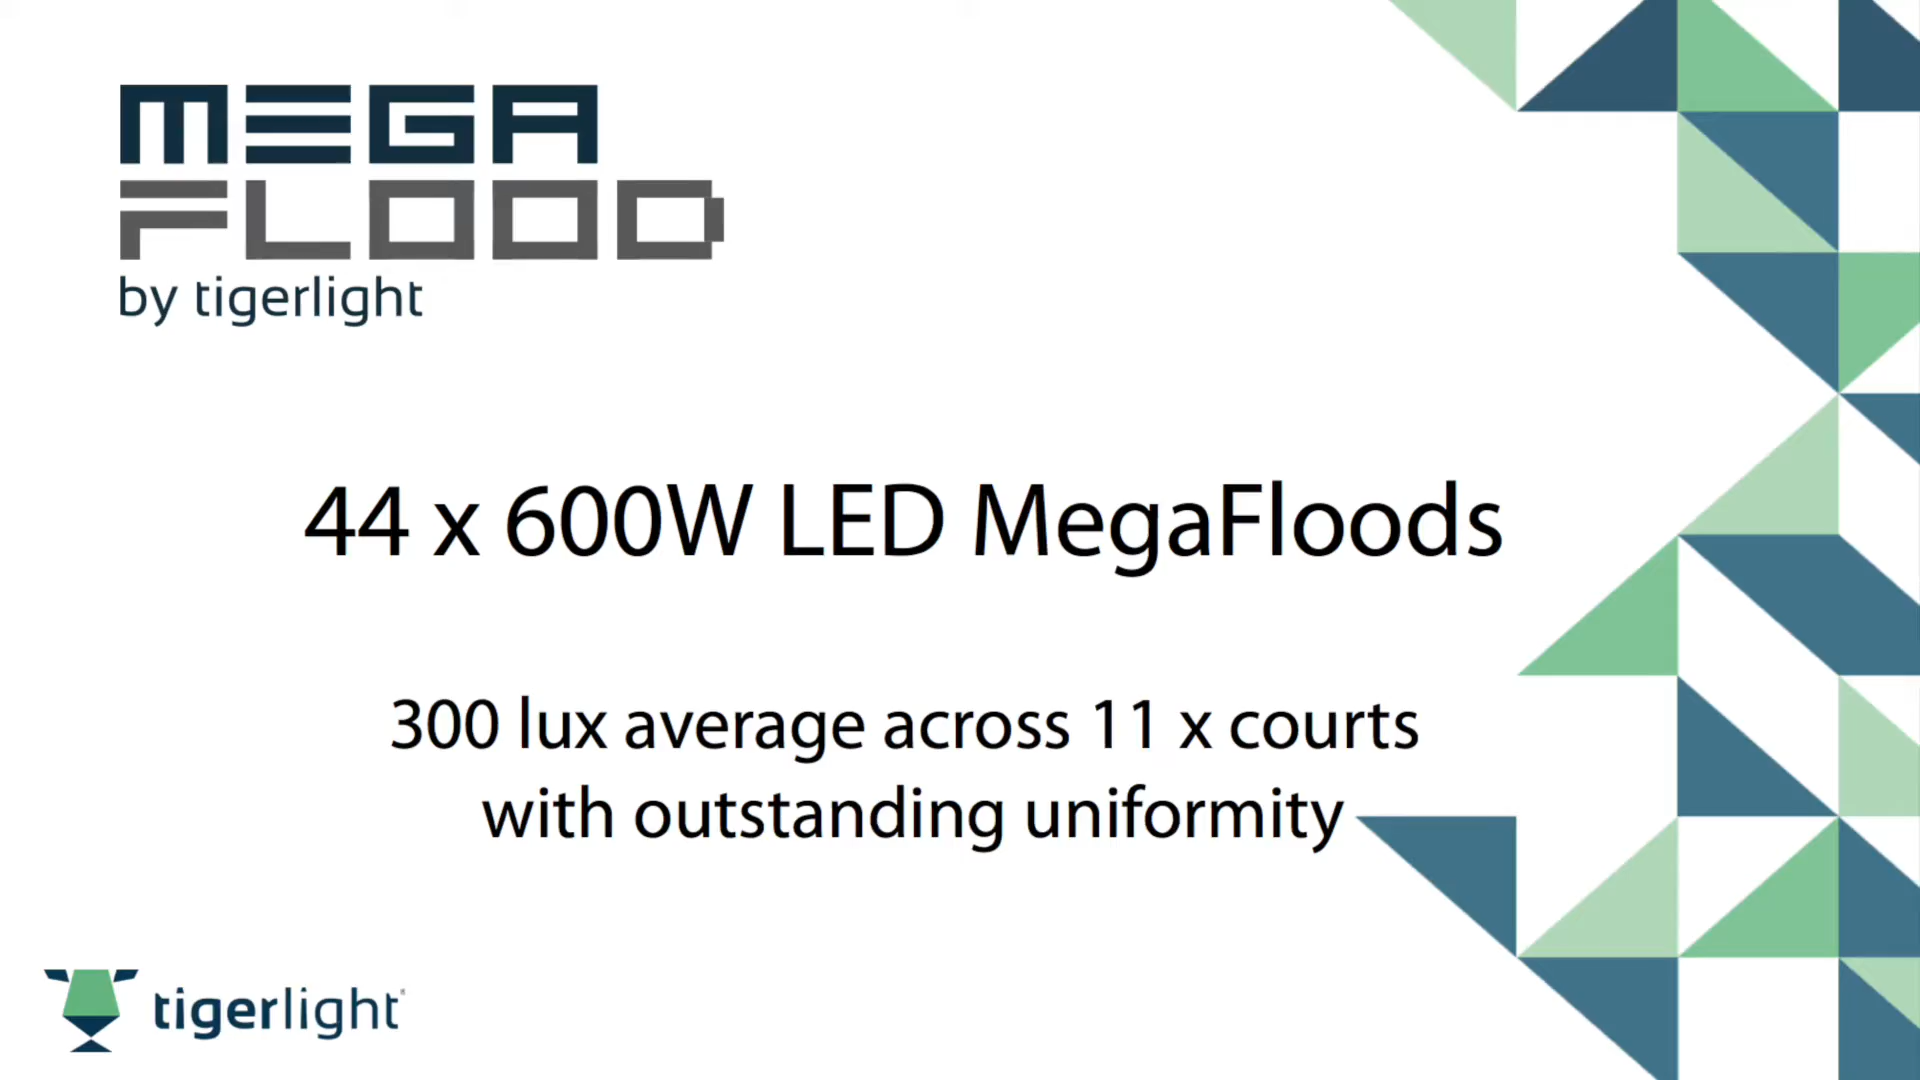 MEGA
FLOOD
by tigerlight
44 x 600W LED MegaFloods
300 lux average across 11 x courts
with outstanding uniformity
tigerlight